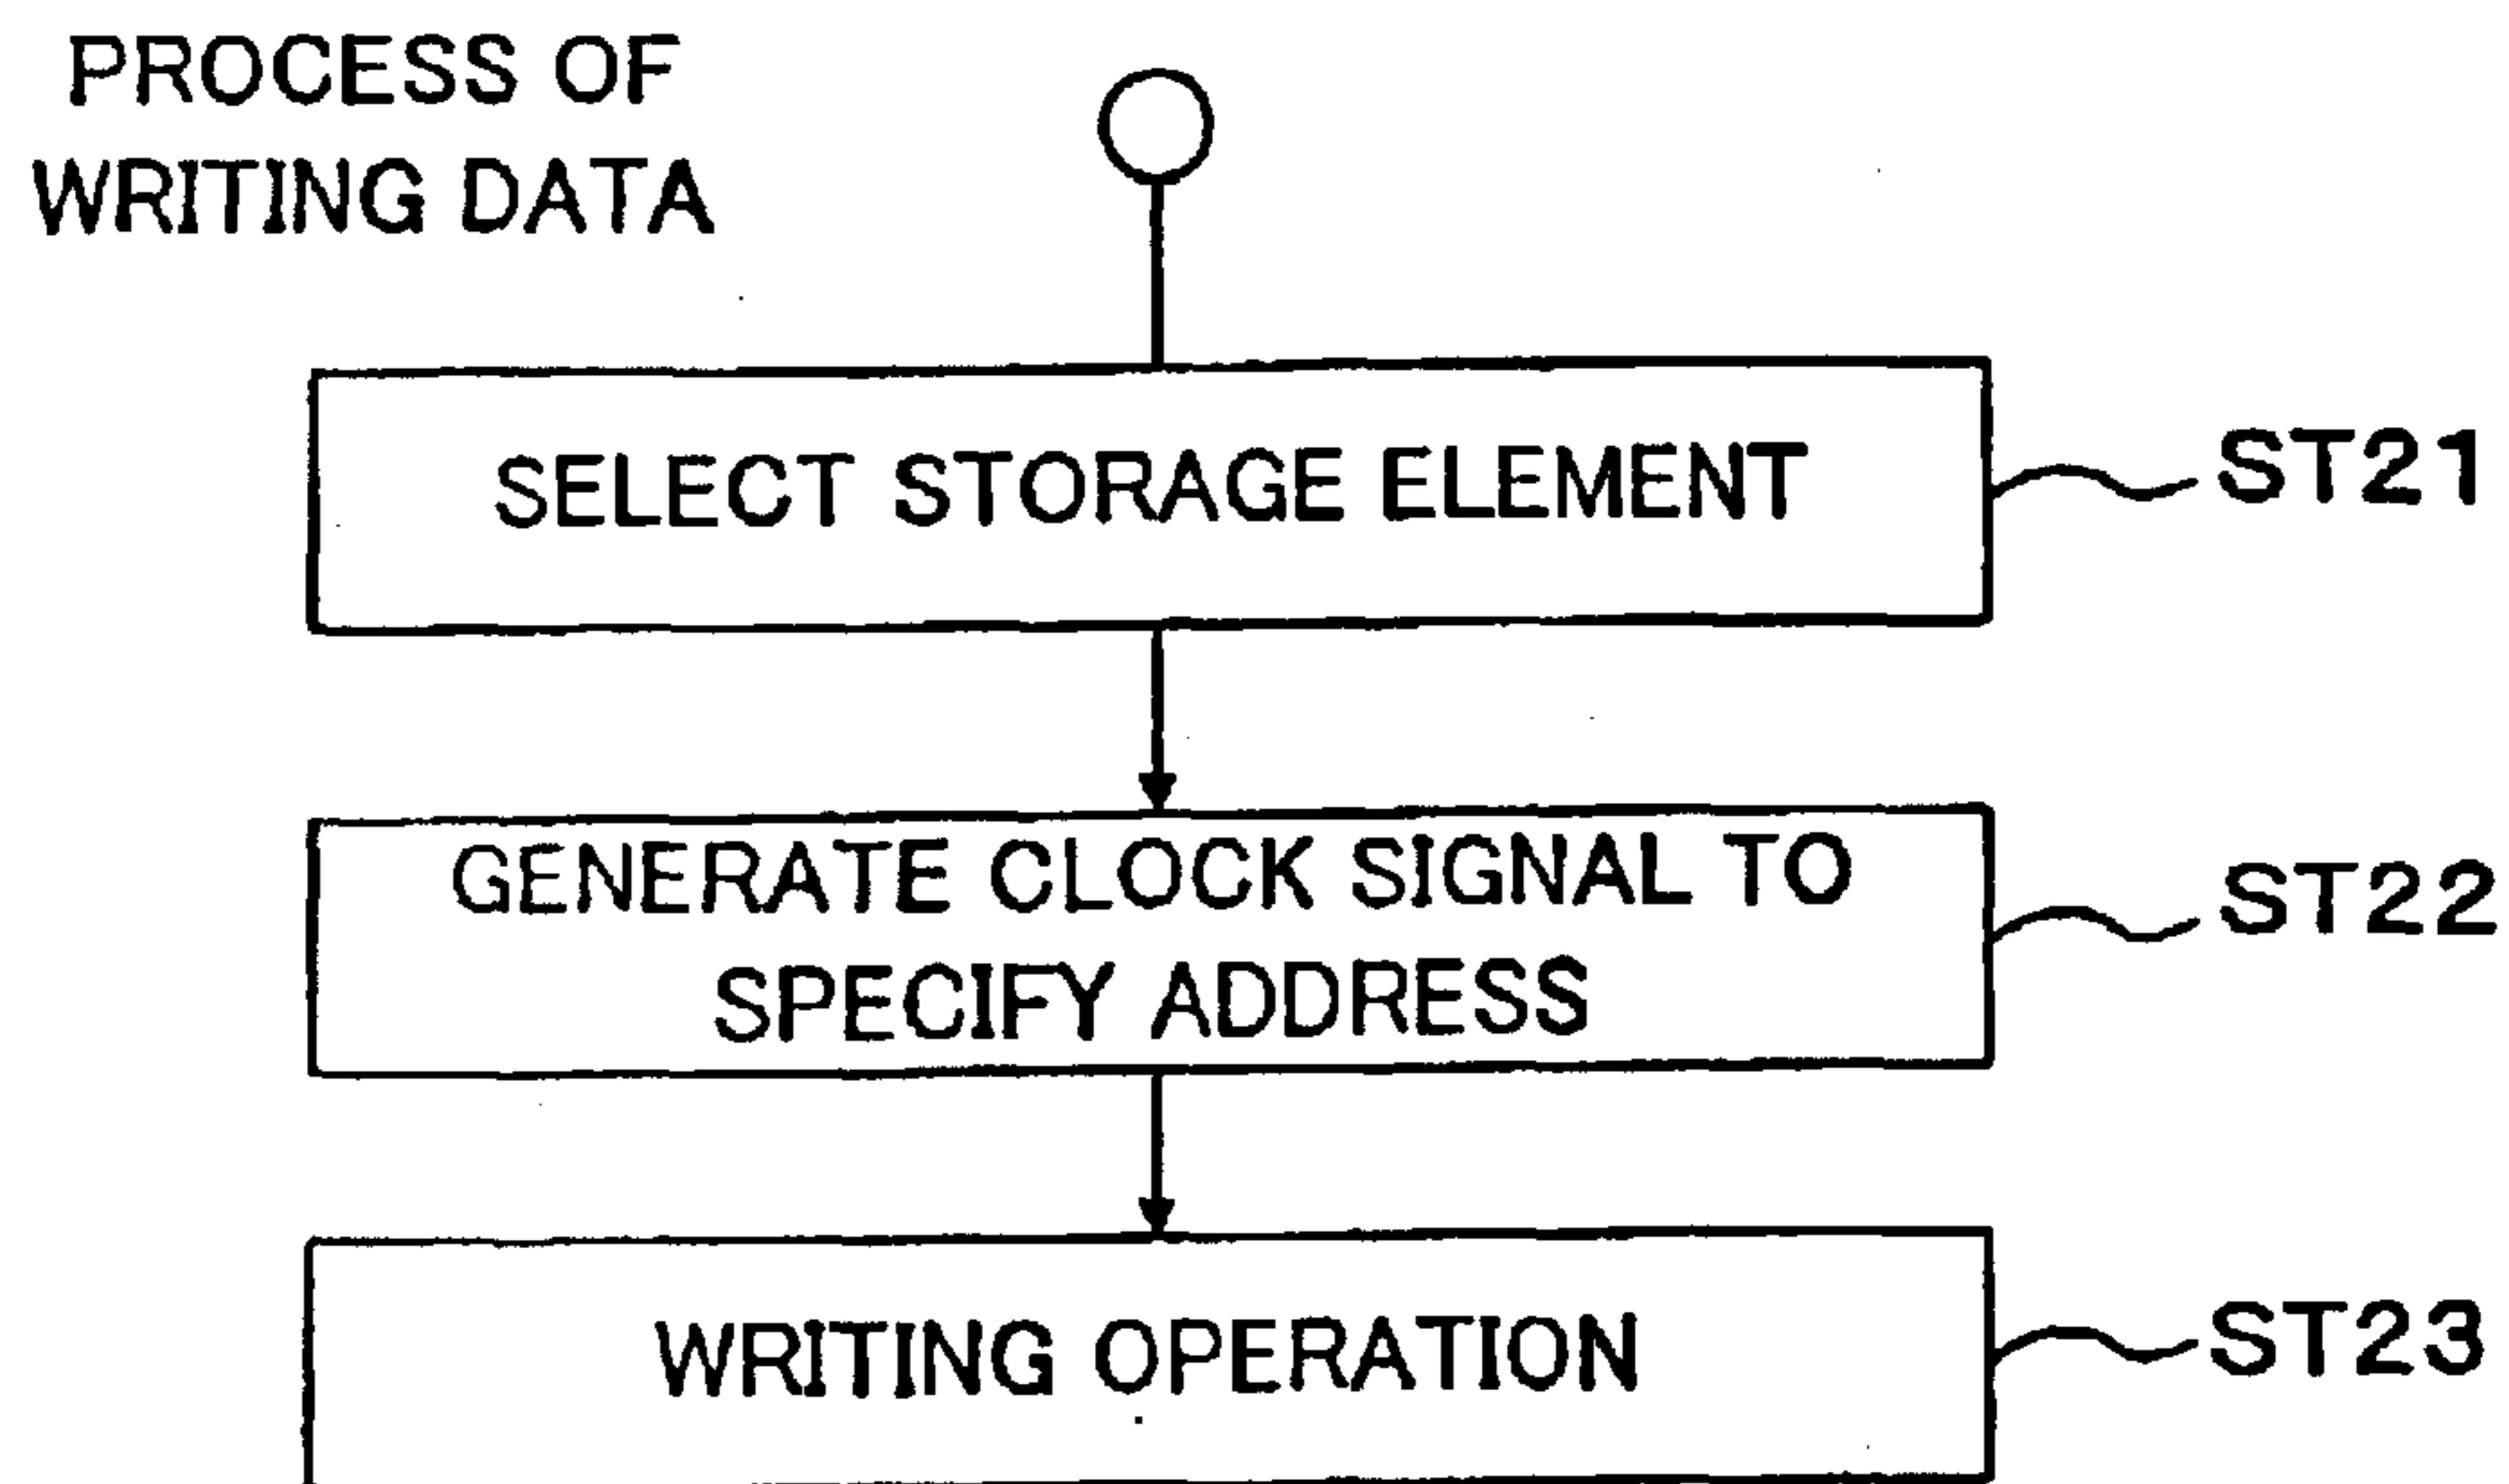 PROCESS OF
WRITING DATA
SELECT STORAGE ELEMENT
ST21
GENERATE CLOCK SIGNAL TO
SPECIFY ADDRESS
ST22
WRITING OPERATION
ST23